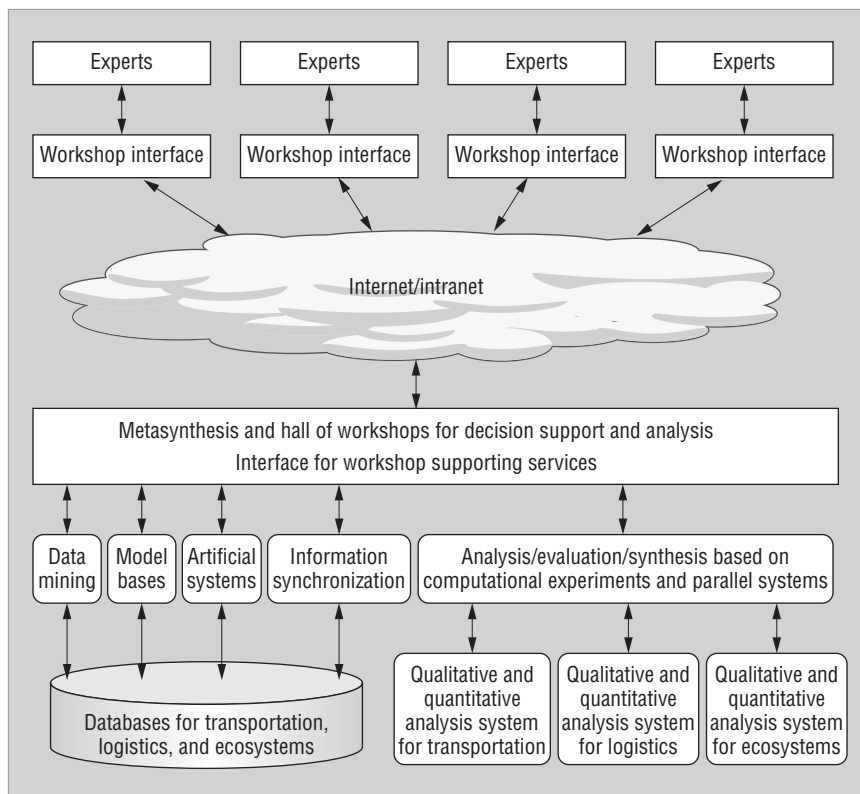 Experts
Experts
Experts
Experts
Workshop interface
Workshop interface
Workshop interface
Workshop interface
Internet/intranet
Metasynthesis and hall of workshops for decision support and analysis
Interface for workshop supporting services
Data
mining
Model
bases
Artificial
systems
Information
synchronization
Analysis/evaluation/synthesis based on
computational experiments and parallel systems
Databases for transportation,
logistics, and ecosystems
Qualitative and
quantitative
analysis system
for transportation
Qualitative and
quantitative
analysis system
for logistics
Qualitative and
quantitative
analysis system
for ecosystems